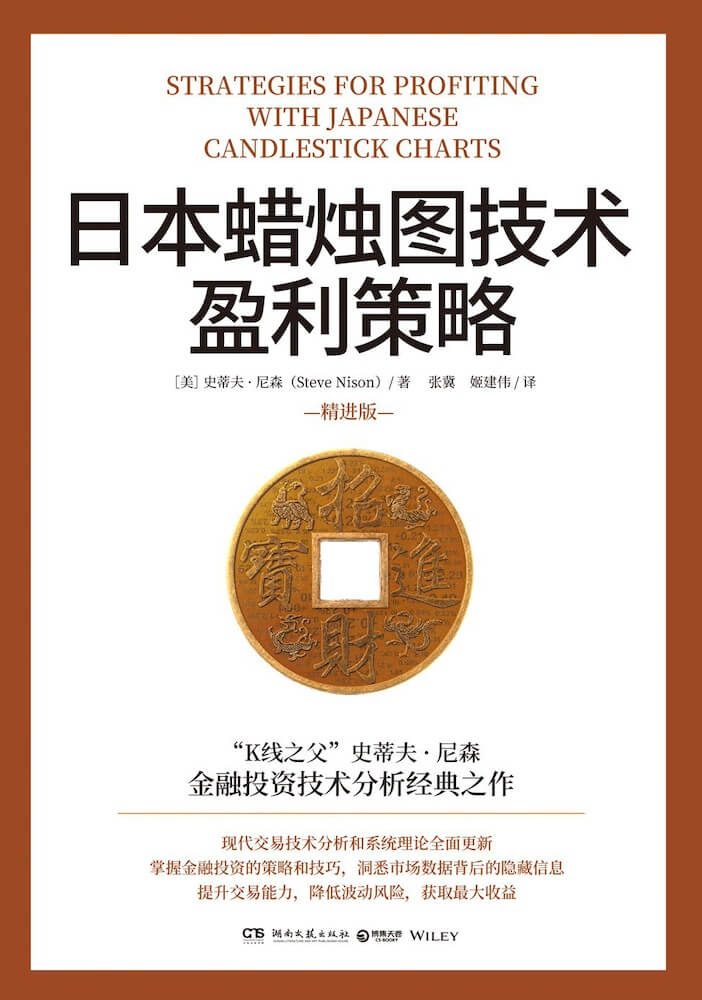 STRATEGIES FOR PROFITING
WITH JAPANESE
CANDLESTICK CHARTS
日本蜡烛图技术
盈利策略
[美] 史蒂夫·尼森（Steve Nison）/ 著 张冀 姬建伟 / 译
—精进版—
招
寶 進
財
“K线之父”史蒂夫·尼森
金融投资技术分析经典之作
现代交易技术分析和系统理论全面更新
掌握金融投资的策略和技巧，洞悉市场数据背后的隐藏信息
提升交易能力，降低波动风险，获取最大收益
湖南文艺出版社 博集天卷 CS-BOOKY WILEY